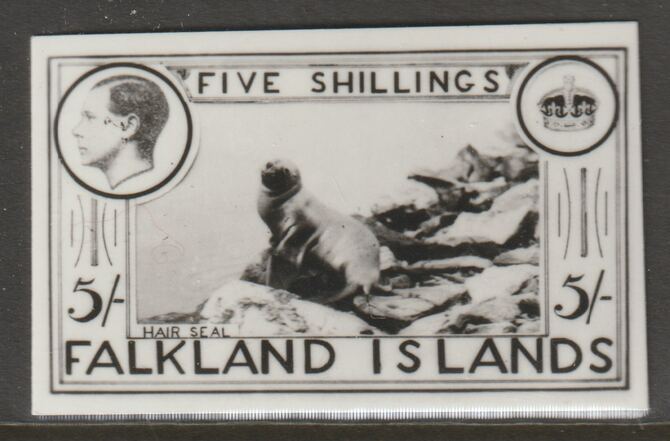 FIVE SHILLINGS
5/-
5/-
HAIR SEAL
FALKLAND ISLANDS